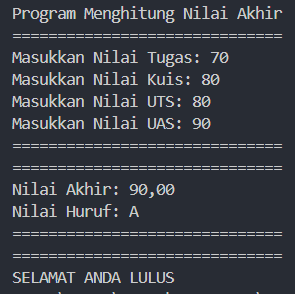 Program Menghitung Nilai Akhir
==============================
Masukkan Nilai Tugas: 70
Masukkan Nilai Kuis: 80
Masukkan Nilai UTS: 80
Masukkan Nilai UAS: 90
==============================
==============================
Nilai Akhir: 90,00
Nilai Huruf: A
==============================
==============================
SELAMAT ANDA LULUS